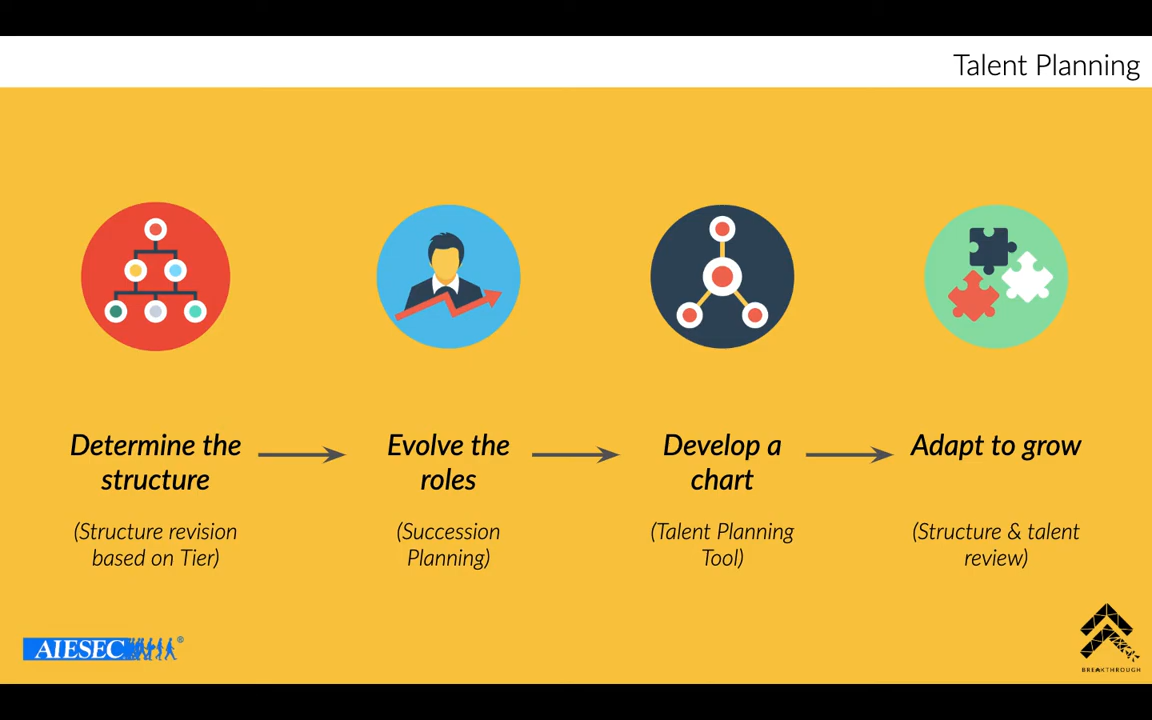 Talent Planning
Determine the
structure
(Structure revision
based on Tier)
Evolve the
roles
(Succession
Planning)
Develop a
chart
(Talent Planning
Tool)
Adapt to grow
(Structure & talent
review)
AIESEC®
BREAKTHROUGH